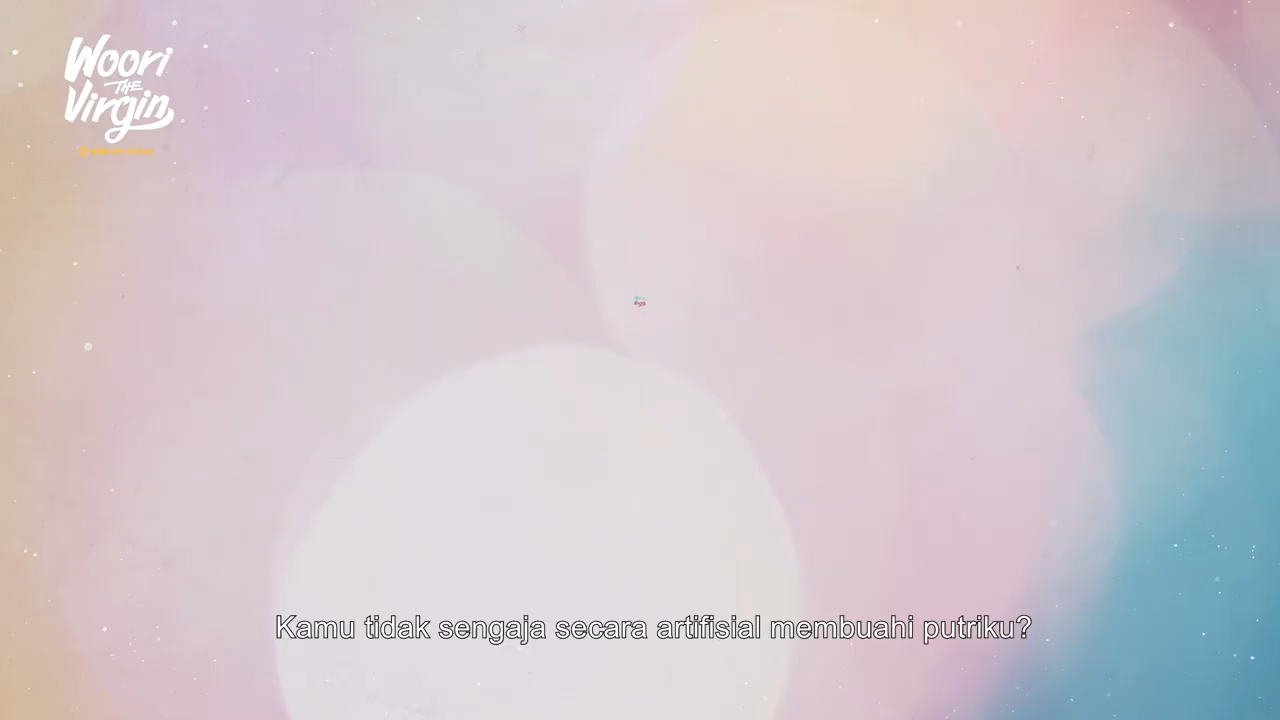 Woori
THE
Virgin
Kamu tidak sengaja secara artifisial membuahi putriku?